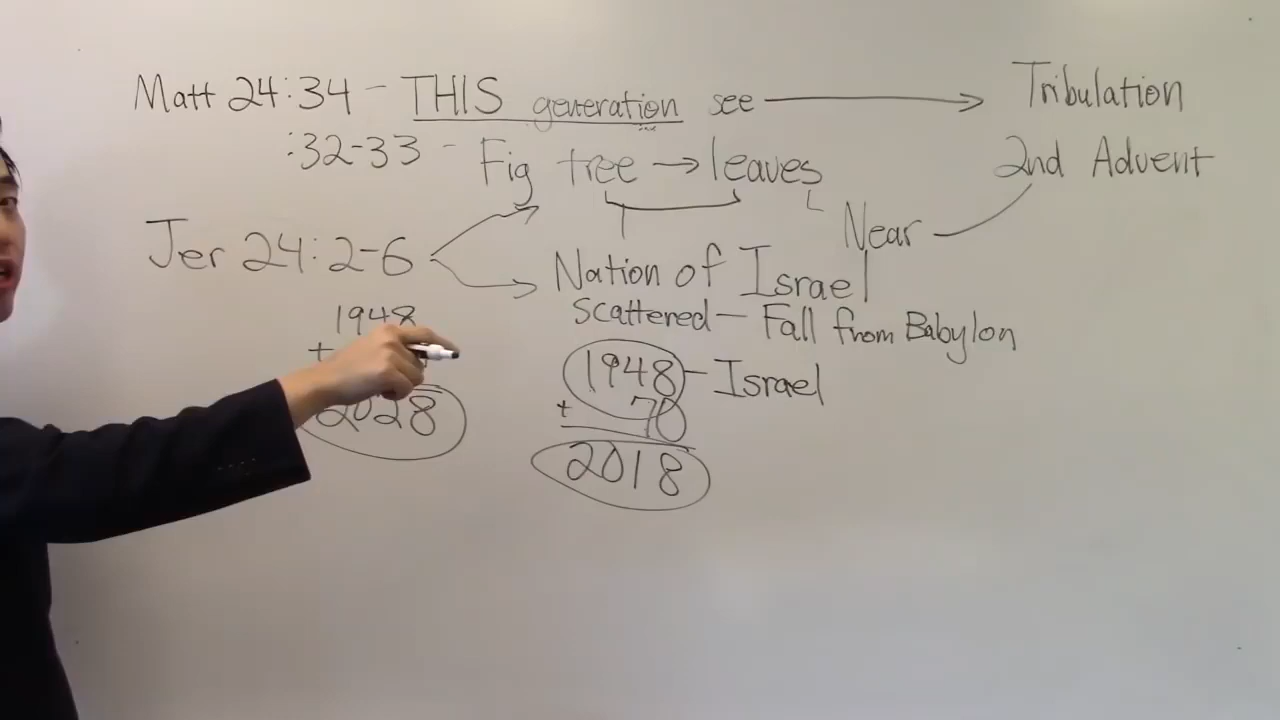 Matt 24:34 - THIS generation see → Tribulation
:32-33 - Fig tree → leaves 2nd Advent
Near
Jer 24:2-6
Nation of Israel
Scattered - Fall from Babylon
1948
+
2028
1948 - Israel
+ 70
2018